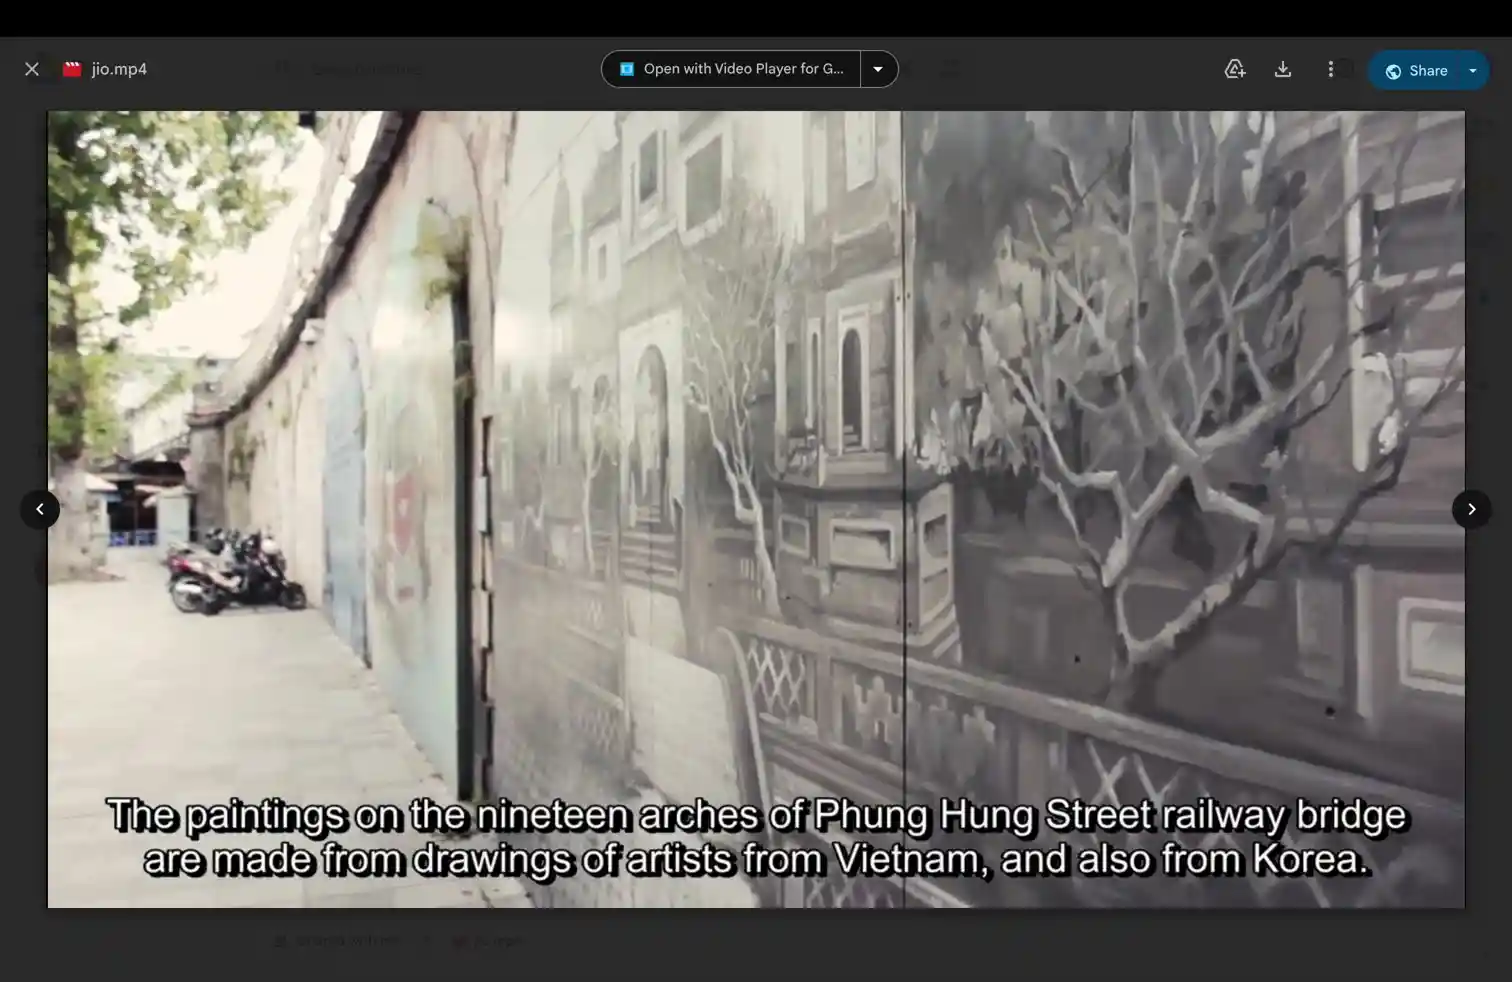 jio.mp4
Open with Video Player for G...
Share
The paintings on the nineteen arches of Phung Hung Street railway bridge
are made from drawings of artists from Vietnam, and also from Korea.